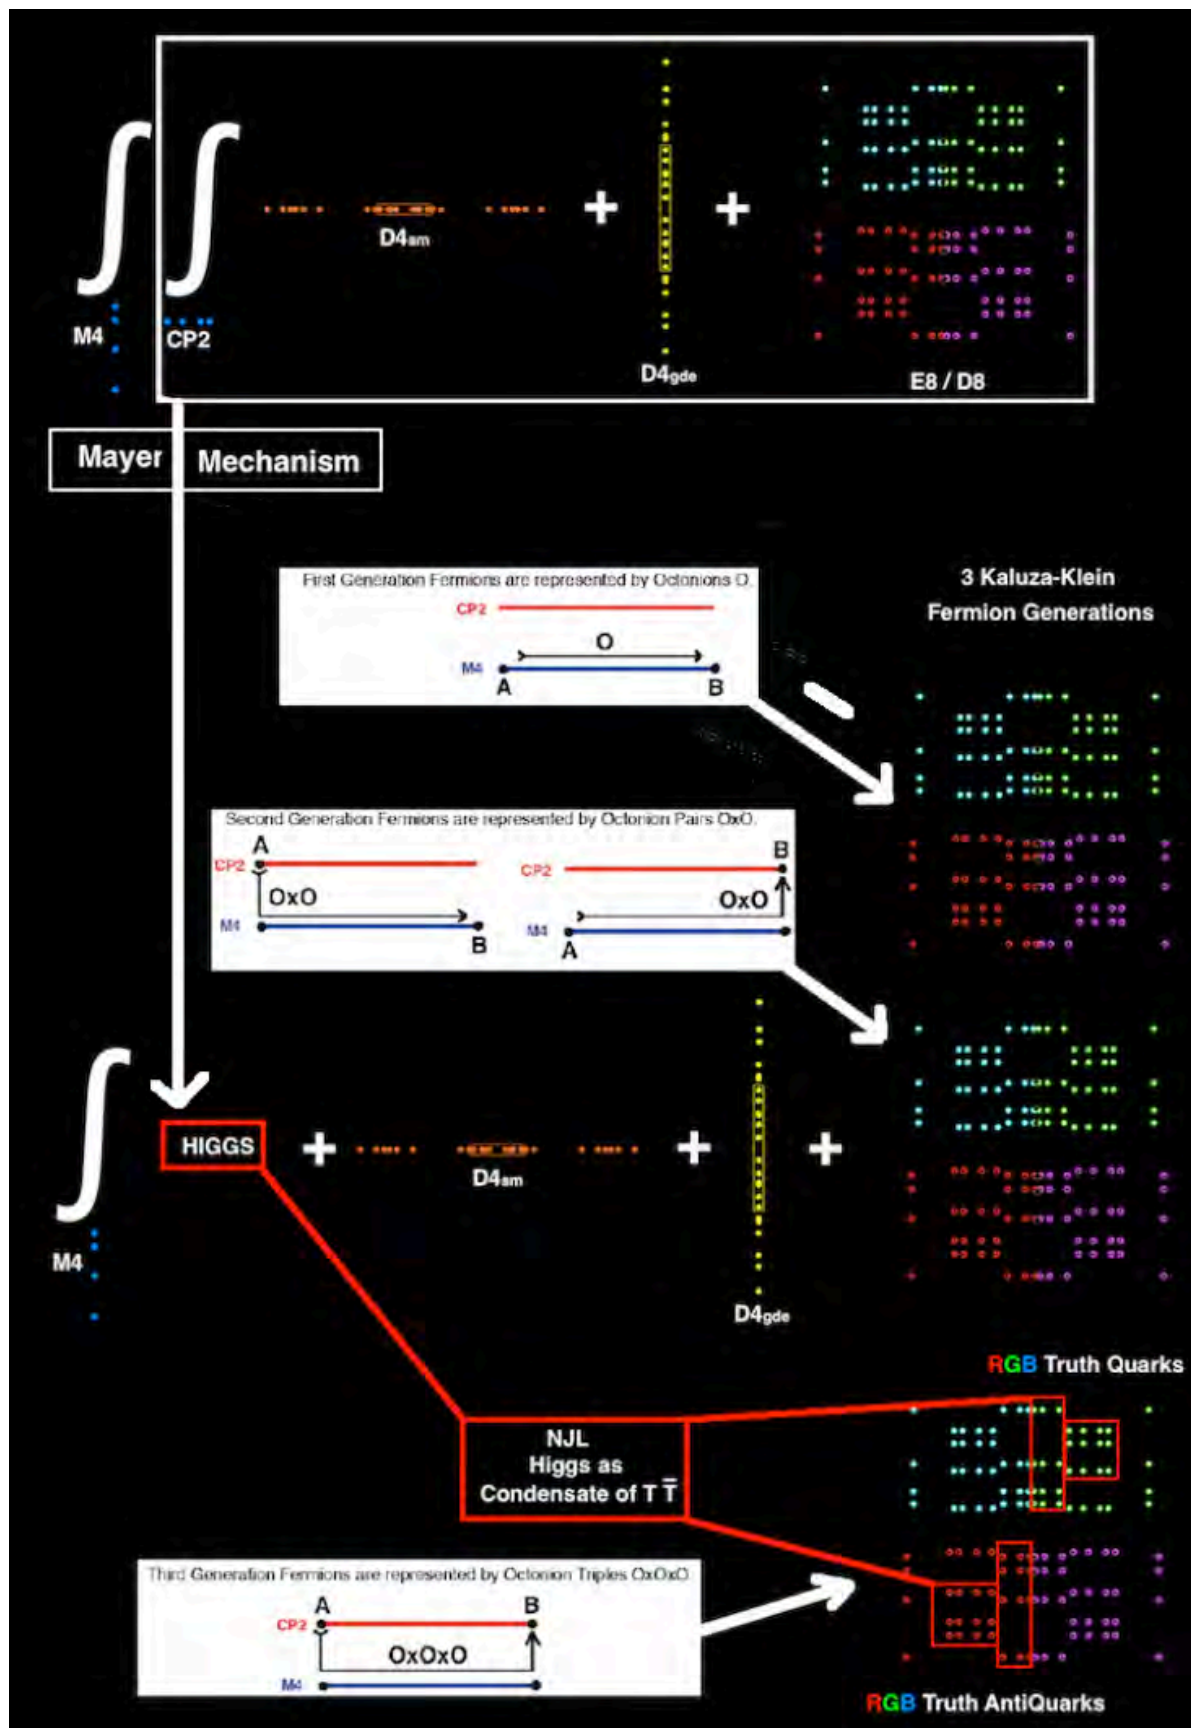 D4sm
M4
CP2
D4gde
E8 / D8
Mayer Mechanism
First Generation Fermions are represented by Octonions O.
CP2
O
M4
A
B
3 Kaluza-Klein
Fermion Generations
Second Generation Fermions are represented by Octonion Pairs OxO.
A
CP2
OxO
M4
B
B
CP2
OxO
M4
A
HIGGS
D4sm
M4
D4gde
RGB Truth Quarks
NJL
Higgs as
Condensate of T T̅
Third Generation Fermions are represented by Octonion Triples OxOxO
A
B
CP2
OxOxO
M4
RGB Truth AntiQuarks